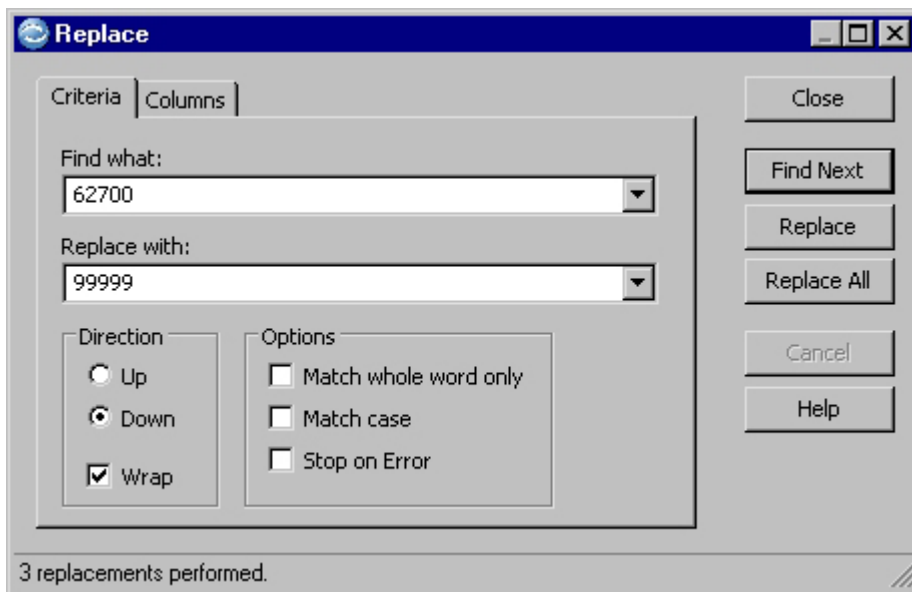 Replace
Criteria
Columns
Find what:
62700
Replace with:
99999
Direction
Up
Down
Wrap
Options
Match whole word only
Match case
Stop on Error
Close
Find Next
Replace
Replace All
Cancel
Help
3 replacements performed.